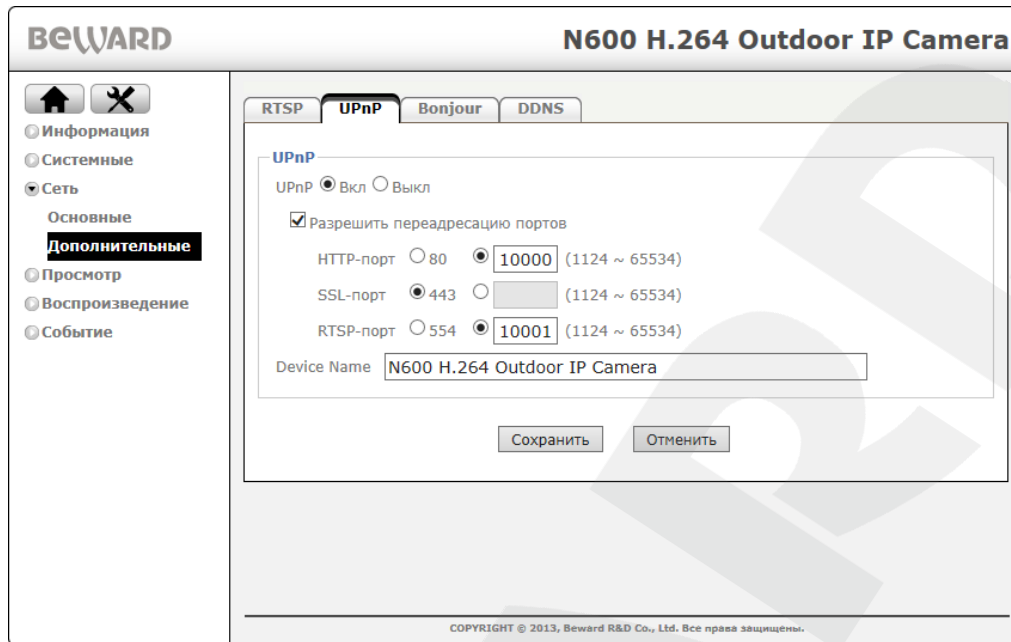 BEWARD
N600 H.264 Outdoor IP Camera
Информация
Системные
Сеть
Основные
Дополнительные
Просмотр
Воспроизведение
Событие
RTSP UPnP Bonjour DDNS
UPnP
UPnP Вкл Выкл
Разрешить переадресацию портов
HTTP-порт 80 10000 (1124 ~ 65534)
SSL-порт 443 (1124 ~ 65534)
RTSP-порт 554 10001 (1124 ~ 65534)
Device Name N600 H.264 Outdoor IP Camera
Сохранить Отменить
COPYRIGHT © 2013, Beward R&D Co., Ltd. Все права защищены.